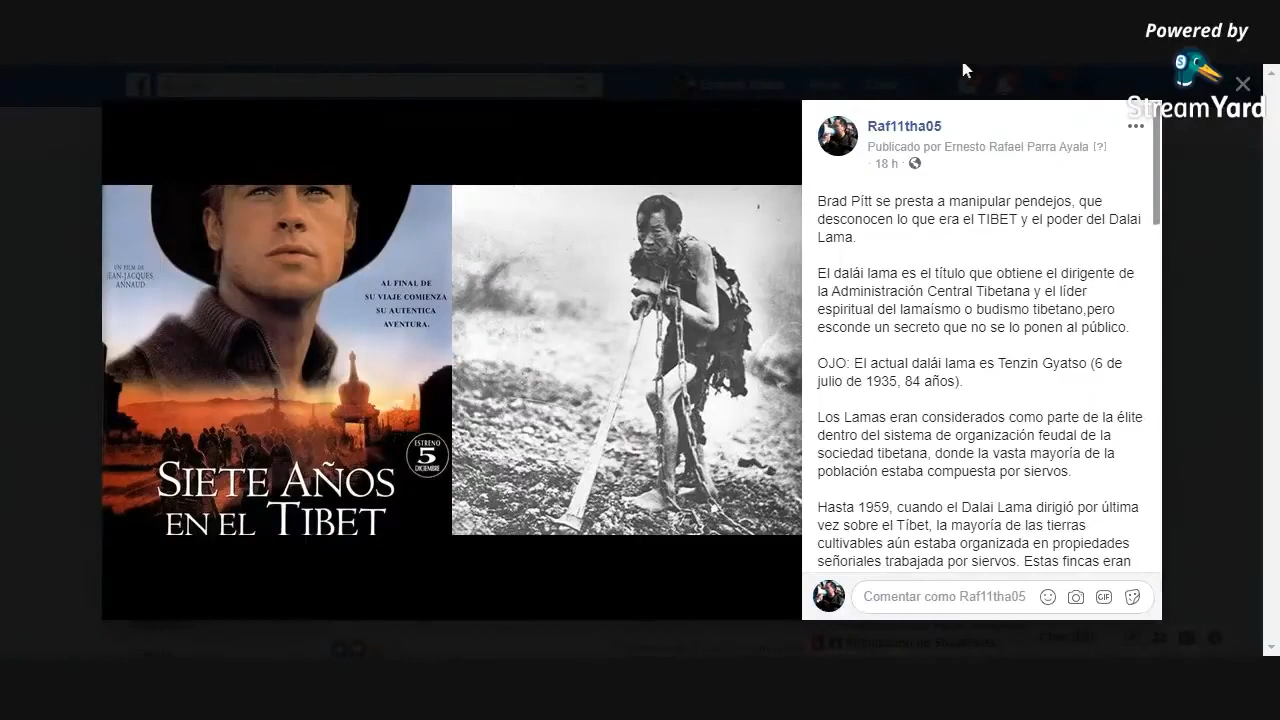 Powered by
StreamYard
UN FILM DE
JEAN-JACQUES
ANNAUD
AL FINAL DE
SU VIAJE COMIENZA
SU AUTENTICA
AVENTURA.
ESTRENO
5
DICIEMBRE
SIETE AÑOS
EN EL TIBET
Raf11tha05
Publicado por Ernesto Rafael Parra Ayala [?]
· 18 h ·
Brad Pítt se presta a manipular pendejos, que
desconocen lo que era el TIBET y el poder del Dalai
Lama.
El dalái lama es el título que obtiene el dirigente de
la Administración Central Tibetana y el líder
espiritual del lamaísmo o budismo tibetano,pero
esconde un secreto que no se lo ponen al público.
OJO: El actual dalái lama es Tenzin Gyatso (6 de
julio de 1935, 84 años).
Los Lamas eran considerados como parte de la élite
dentro del sistema de organización feudal de la
sociedad tibetana, donde la vasta mayoría de la
población estaba compuesta por siervos.
Hasta 1959, cuando el Dalai Lama dirigió por última
vez sobre el Tíbet, la mayoría de las tierras
cultivables aún estaba organizada en propiedades
señoriales trabajada por siervos. Estas fincas eran
Comentar como Raf11tha05
GIF